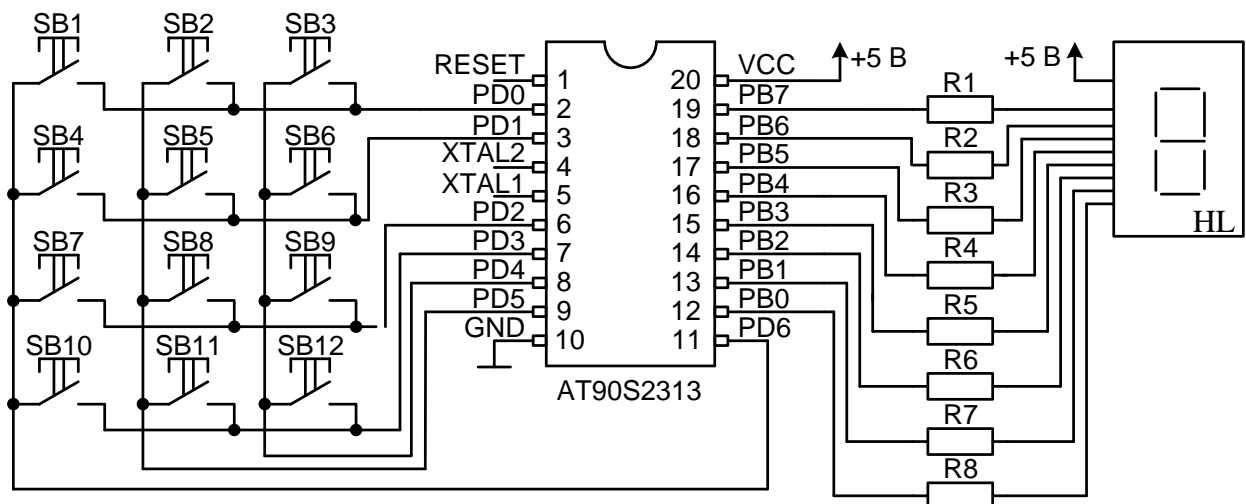 SB1 SB2 SB3
SB4 SB5 SB6
SB7 SB8 SB9
SB10 SB11 SB12
RESET 1
PD0 2
PD1 3
XTAL2 4
XTAL1 5
PD2 6
PD3 7
PD4 8
PD5 9
GND 10
20 VCC +5 В
19 PB7
18 PB6
17 PB5
16 PB4
15 PB3
14 PB2
13 PB1
12 PB0
11 PD6
AT90S2313
R1
R2
R3
R4
R5
R6
R7
R8
+5 В
HL